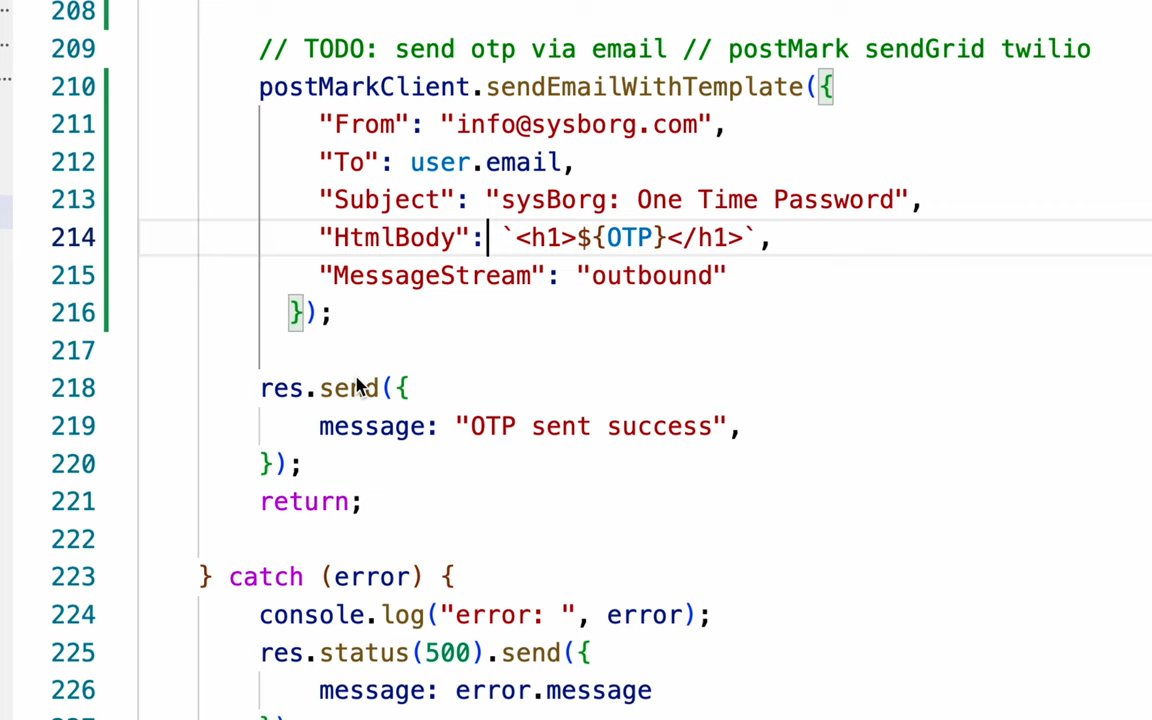 208
209 // TODO: send otp via email // postMark sendGrid twilio
210 postMarkClient.sendEmailWithTemplate({
211 "From": "info@sysborg.com",
212 "To": user.email,
213 "Subject": "sysBorg: One Time Password",
214 "HtmlBody": `<h1>${OTP}</h1>`,
215 "MessageStream": "outbound"
216 });
217
218 res.send({
219 message: "OTP sent success",
220 });
221 return;
222
223 } catch (error) {
224 console.log("error: ", error);
225 res.status(500).send({
226 message: error.message